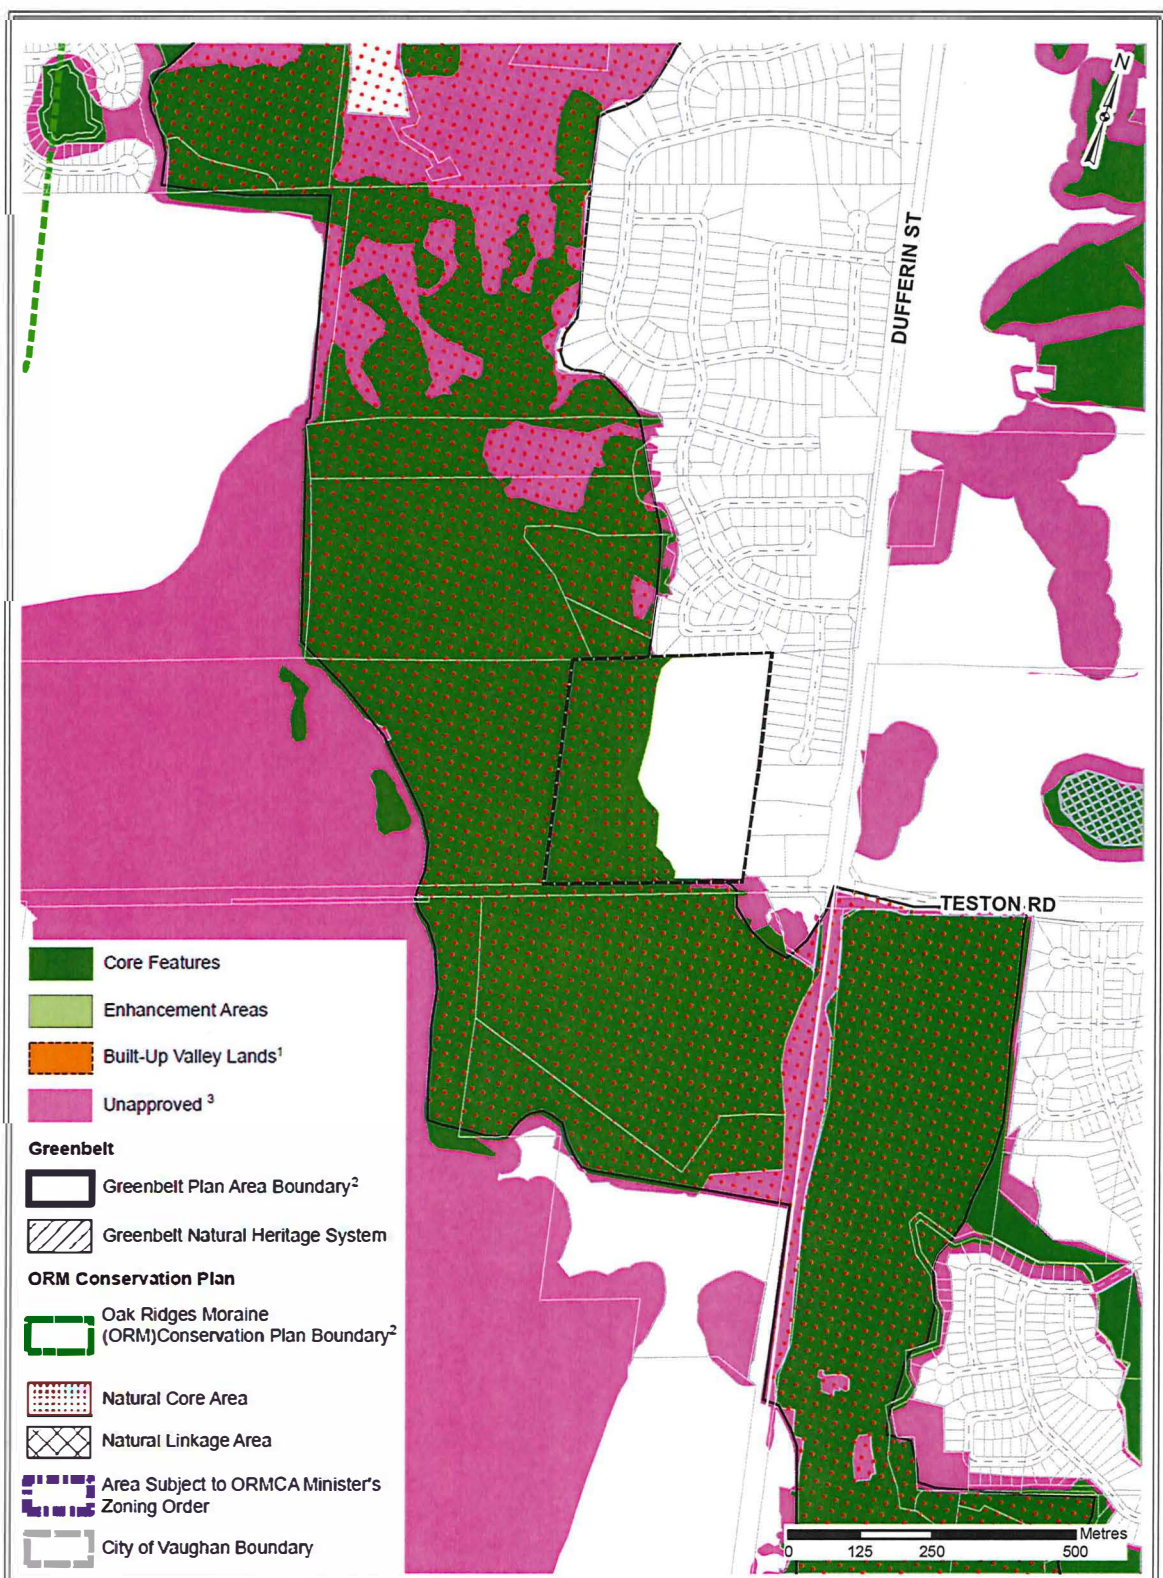 N
DUFFERIN ST
TESTON RD
Core Features
Enhancement Areas
Built-Up Valley Lands¹
Unapproved ³
Greenbelt
Greenbelt Plan Area Boundary²
Greenbelt Natural Heritage System
ORM Conservation Plan
Oak Ridges Moraine
(ORM)Conservation Plan Boundary²
Natural Core Area
Natural Linkage Area
Area Subject to ORMCA Minister's
Zoning Order
City of Vaughan Boundary
Metres
0 125 250 500